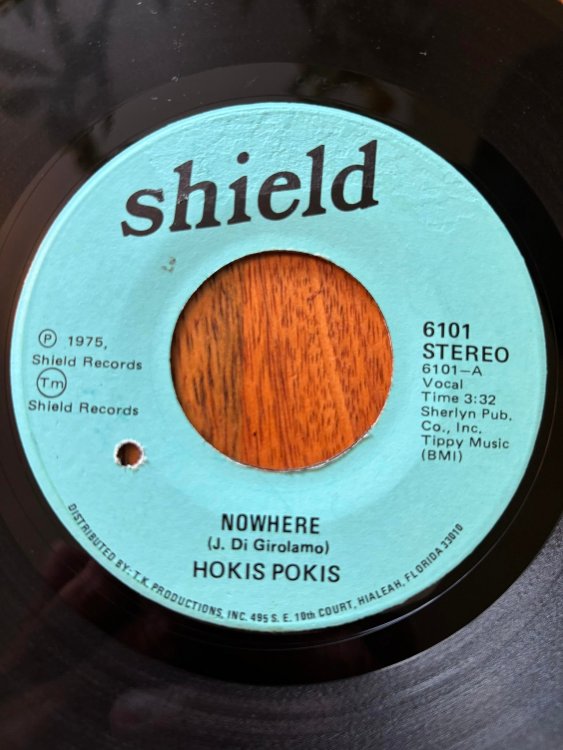 shield
Ⓟ 1975,
Shield Records
Tm
Shield Records
6101
STEREO
6101-A
Vocal
Time 3:32
Sherlyn Pub.
Co., Inc.
Tippy Music
(BMI)
NOWHERE
(J. Di Girolamo)
HOKIS POKIS
DISTRIBUTED BY: T.K. PRODUCTIONS, INC. 495 S.E. 10th COURT, HIALEAH, FLORIDA 33010